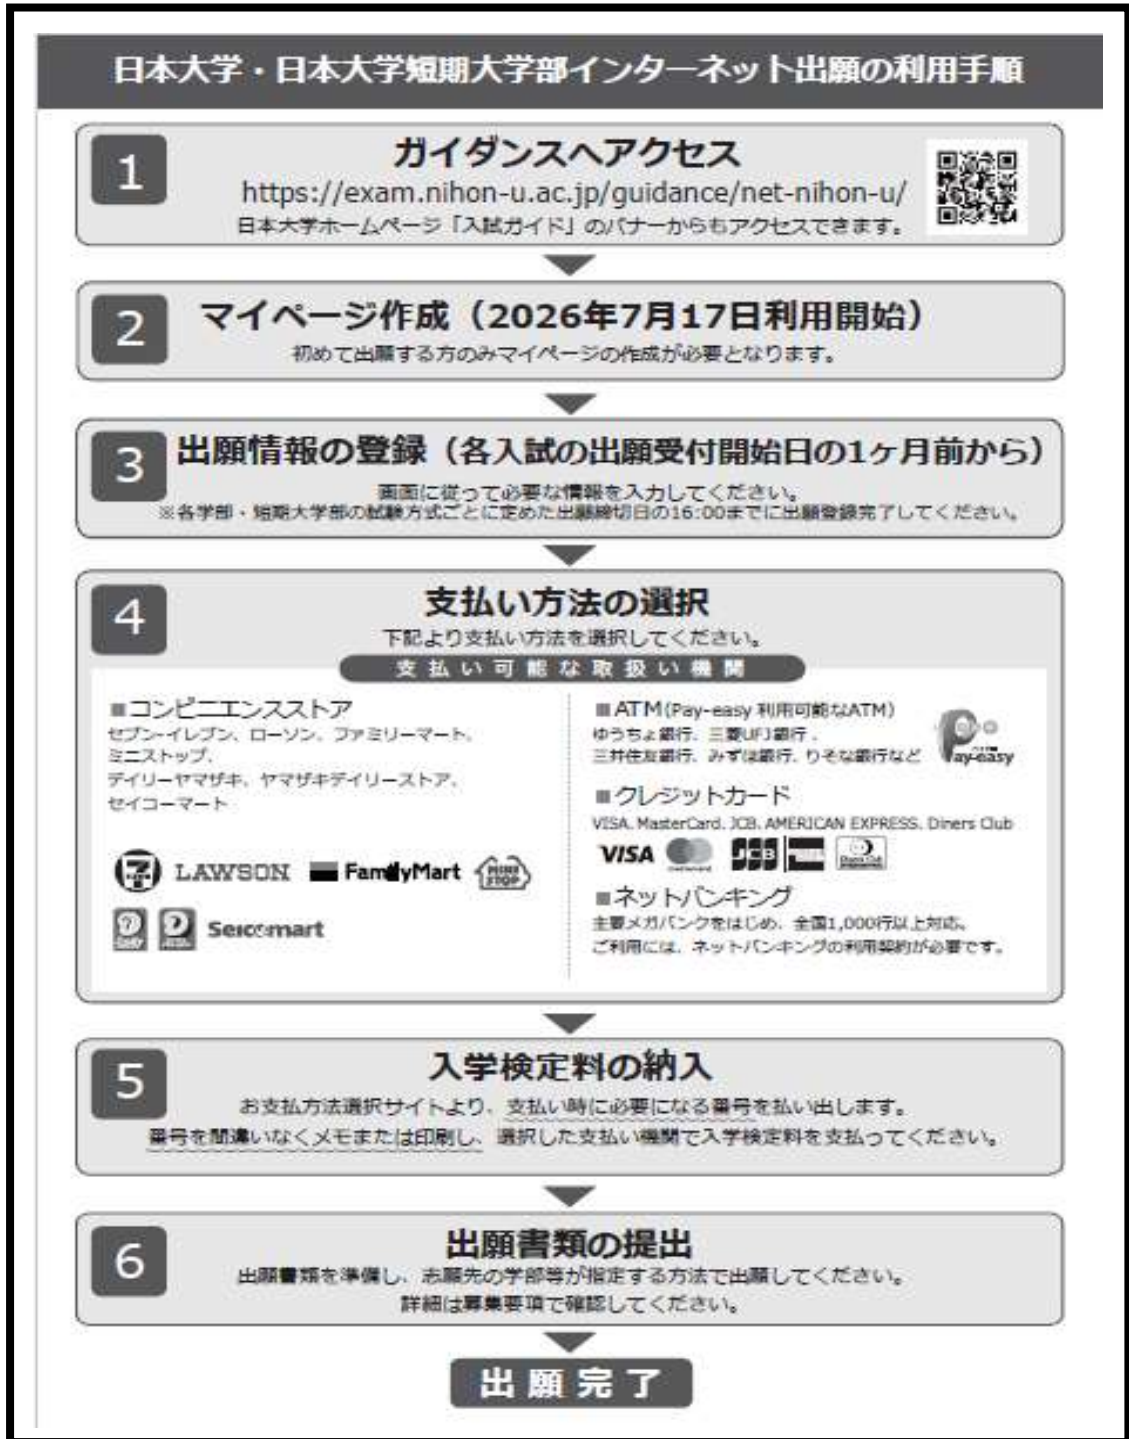 日本大学・日本大学短期大学部インターネット出願の利用手順
1
ガイダンスへアクセス
https://exam.nihon-u.ac.jp/guidance/net-nihon-u/
日本大学ホームページ「入試ガイド」のバナーからもアクセスできます。
2
マイページ作成（2026年7月17日利用開始）
初めて出願する方のみマイページの作成が必要となります。
3
出願情報の登録（各入試の出願受付開始日の1ヶ月前から）
画面に従って必要な情報を入力してください。
※各学部・短期大学部の試験方式ごとに定めた出願締切日の16:00までに出願登録完了してください。
4
支払い方法の選択
下記より支払い方法を選択してください。
支払い可能な取扱い機関
■コンビニエンスストア
セブン-イレブン、ローソン、ファミリーマート、
ミニストップ、
デイリーヤマザキ、ヤマザキデイリーストア、
セイコーマート
7
LAWSON
FamilyMart
MINI
STOP
Seicomart
■ATM(Pay-easy 利用可能なATM)
ゆうちょ銀行、三菱UFJ銀行、
三井住友銀行、みずほ銀行、りそな銀行など
Pay-easy
■クレジットカード
VISA、MasterCard、JCB、AMERICAN EXPRESS、Diners Club
VISA
JCB
■ネットバンキング
主要メガバンクをはじめ、全国1,000行以上対応。
ご利用には、ネットバンキングの利用契約が必要です。
5
入学検定料の納入
お支払方法選択サイトより、支払い時に必要になる番号を払い出します。
番号を間違いなくメモまたは印刷し、選択した支払い機関で入学検定料を支払ってください。
6
出願書類の提出
出願書類を準備し、志願先の学部等が指定する方法で出願してください。
詳細は募集要項で確認してください。
出願完了